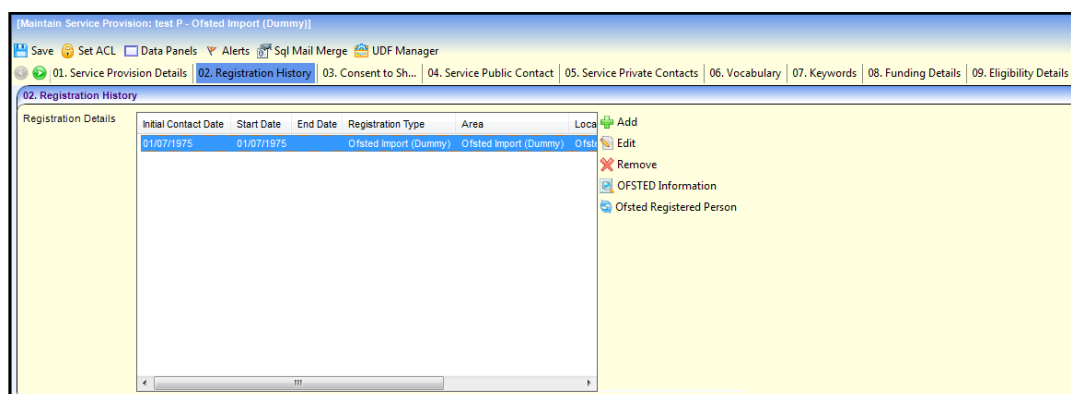 [Maintain Service Provision: test P - Ofsted Import (Dummy)]
Save Set ACL Data Panels Alerts Sql Mail Merge UDF Manager
01. Service Provision Details 02. Registration History 03. Consent to Sh... 04. Service Public Contact 05. Service Private Contacts 06. Vocabulary 07. Keywords 08. Funding Details 09. Eligibility Details
02. Registration History
Registration Details
Initial Contact Date Start Date End Date Registration Type Area Loca
01/07/1975 01/07/1975 Ofsted Import (Dummy) Ofsted Import (Dummy) Ofste
Add
Edit
Remove
OFSTED Information
Ofsted Registered Person